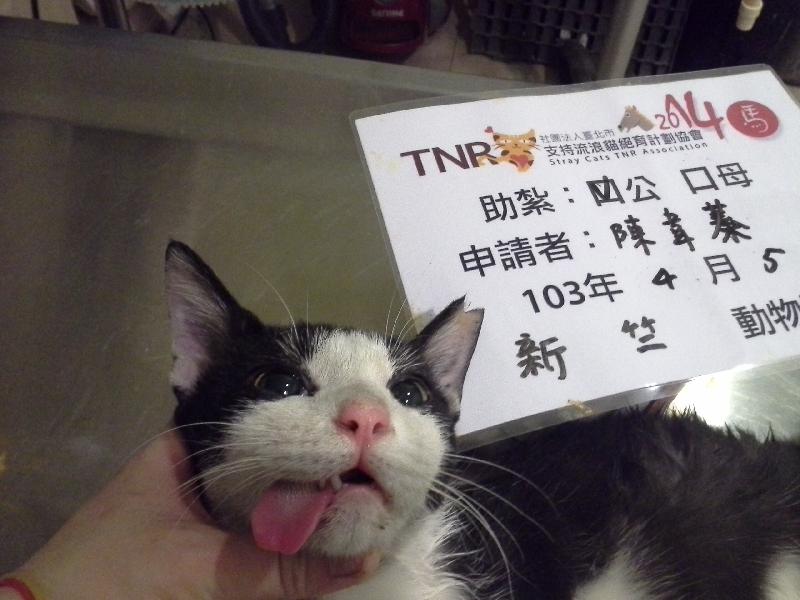 PHILIPS
TNR 社團法人臺北市 2014 馬
支持流浪貓絕育計劃協會
Stray Cats TNR Association
助紮：☑公 口母
申請者：陳韋蓁
103年 4 月 5
新 竺 動物